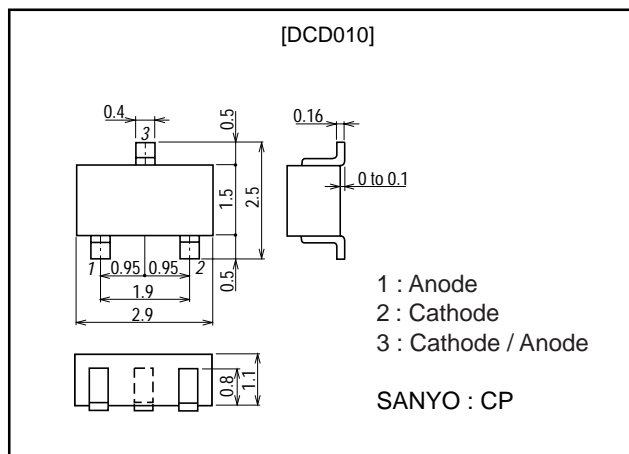 [DCD010]
0.4
3
0.5
1.5
2.5
0.5
1
0.95
0.95
2
1.9
2.9
0.16
0 to 0.1
0.8
1.1
1 : Anode
2 : Cathode
3 : Cathode / Anode
SANYO : CP